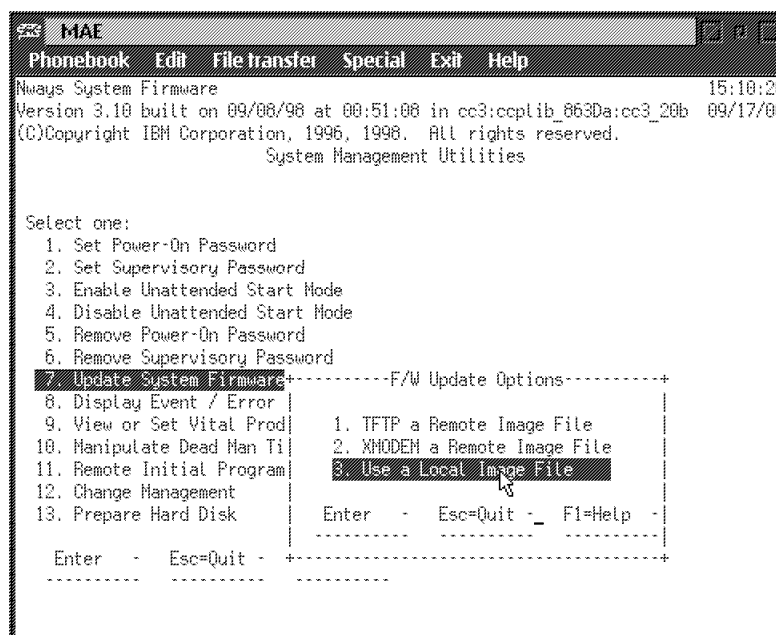 MAE
Phonebook Edit File transfer Special Exit Help
Nways System Firmware 15:10:2
Version 3.10 built on 09/08/98 at 00:51:08 in cc3:ccplib_863Da:cc3_20b 09/17/0
(C)Copyright IBM Corporation, 1996, 1998. All rights reserved.
System Management Utilities
Select one:
1. Set Power-On Password
2. Set Supervisory Password
3. Enable Unattended Start Mode
4. Disable Unattended Start Mode
5. Remove Power-On Password
6. Remove Supervisory Password
7. Update System Firmware+----------F/W Update Options----------+
8. Display Event / Error |
9. View or Set Vital Prod| 1. TFTP a Remote Image File |
10. Manipulate Dead Man Ti| 2. XMODEM a Remote Image File |
11. Remote Initial Program| 3. Use a Local Image File |
12. Change Management | |
13. Prepare Hard Disk | Enter - Esc=Quit -_ F1=Help -|
Enter - Esc=Quit -